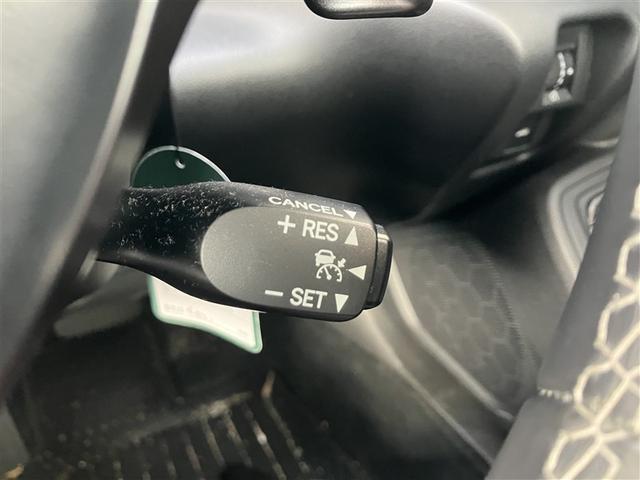 CANCEL▼
+ RES▲
◄
− SET▼